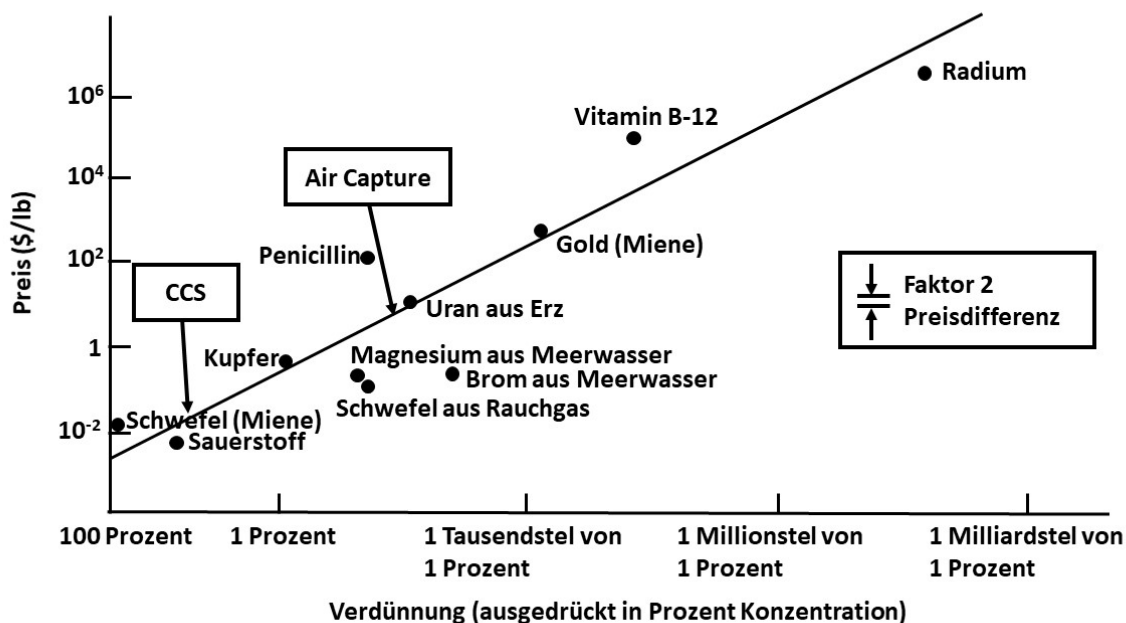 10⁶
Radium
Vitamin B-12
10⁴
Air Capture
Preis ($/lb)
Penicillin
10²
Gold (Miene)
CCS
Uran aus Erz
Faktor 2
Preisdifferenz
1
Kupfer
Magnesium aus Meerwasser
Brom aus Meerwasser
Schwefel aus Rauchgas
10⁻²
Schwefel (Miene)
Sauerstoff
100 Prozent
1 Prozent
1 Tausendstel von
1 Prozent
1 Millionstel von
1 Prozent
1 Milliardstel von
1 Prozent
Verdünnung (ausgedrückt in Prozent Konzentration)